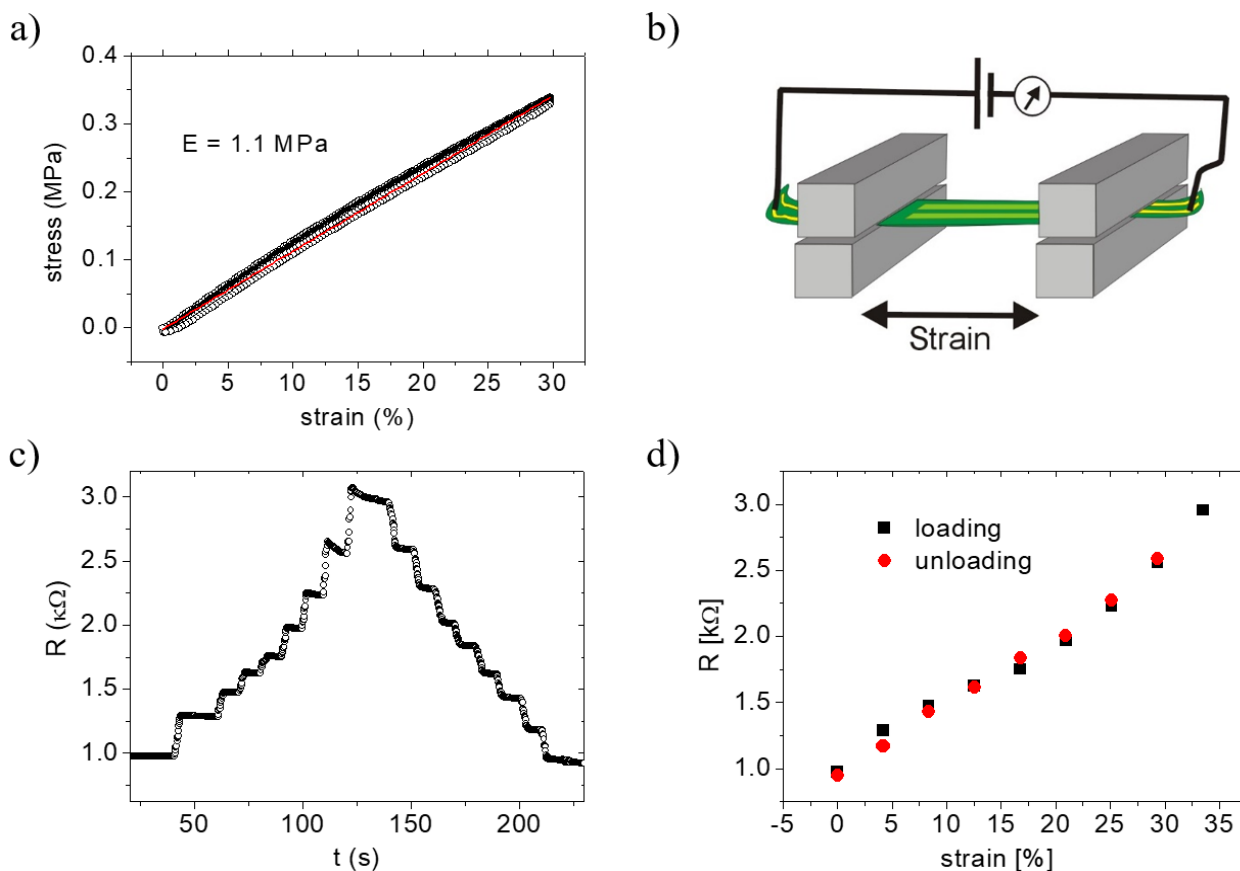 a)
0.4
0.3
0.2
0.1
0.0
stress (MPa)
E = 1.1 MPa
0 5 10 15 20 25 30
strain (%)
b)
Strain
c)
3.0
2.5
2.0
1.5
1.0
R (κΩ)
50 100 150 200
t (s)
d)
3.0
2.5
2.0
1.5
1.0
R [kΩ]
loading
unloading
-5 0 5 10 15 20 25 30 35
strain [%]